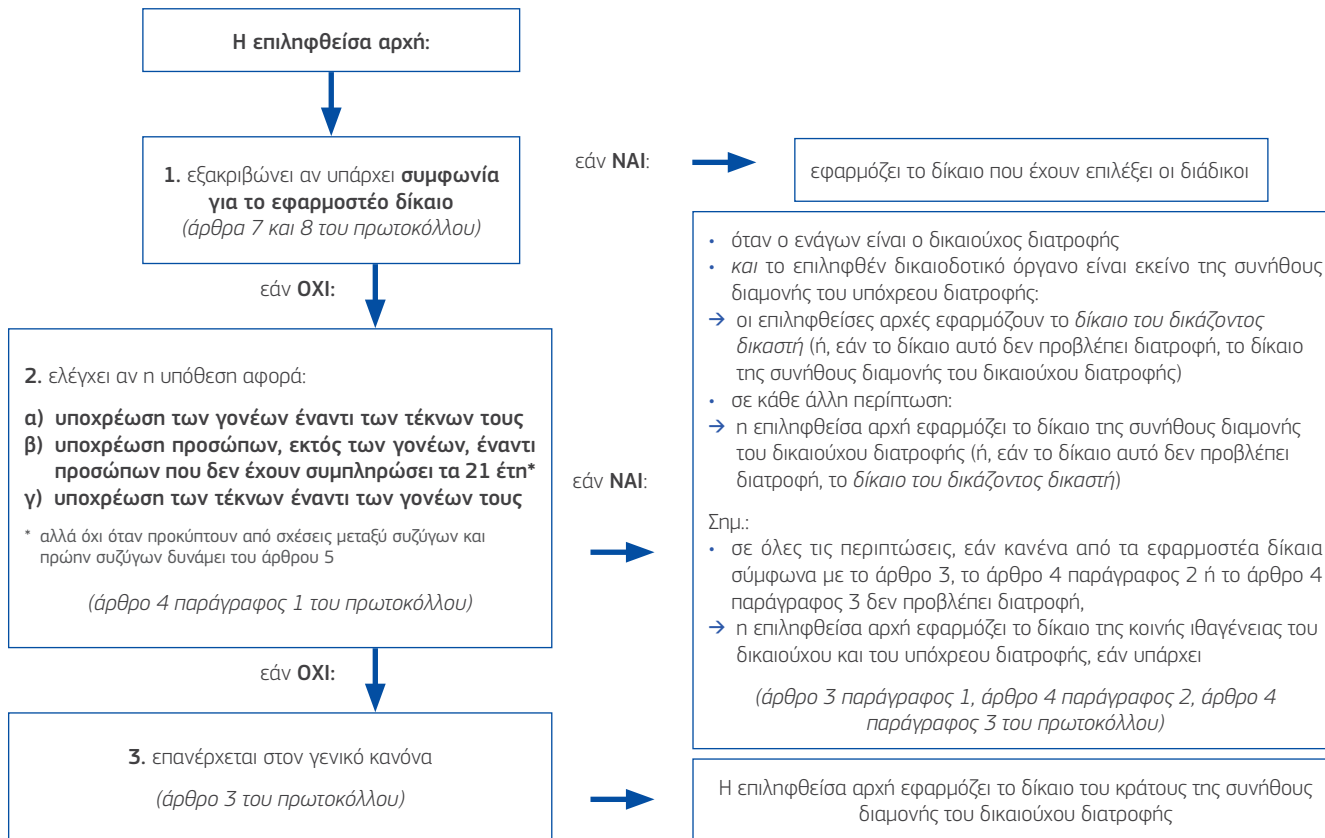 Η επιληφθείσα αρχή:
1. εξακριβώνει αν υπάρχει συμφωνία
για το εφαρμοστέο δίκαιο
(άρθρα 7 και 8 του πρωτοκόλλου)
εάν ΝΑΙ:
εφαρμόζει το δίκαιο που έχουν επιλέξει οι διάδικοι
εάν ΟΧΙ:
2. ελέγχει αν η υπόθεση αφορά:
α) υποχρέωση των γονέων έναντι των τέκνων τους
β) υποχρέωση προσώπων, εκτός των γονέων, έναντι
προσώπων που δεν έχουν συμπληρώσει τα 21 έτη*
γ) υποχρέωση των τέκνων έναντι των γονέων τους
* αλλά όχι όταν προκύπτουν από σχέσεις μεταξύ συζύγων και
πρώην συζύγων δυνάμει του άρθρου 5
(άρθρο 4 παράγραφος 1 του πρωτοκόλλου)
εάν ΝΑΙ:
• όταν ο ενάγων είναι ο δικαιούχος διατροφής
• και το επιληφθέν δικαιοδοτικό όργανο είναι εκείνο της συνήθους
διαμονής του υπόχρεου διατροφής:
→ οι επιληφθείσες αρχές εφαρμόζουν το δίκαιο του δικάζοντος
δικαστή (ή, εάν το δίκαιο αυτό δεν προβλέπει διατροφή, το δίκαιο
της συνήθους διαμονής του δικαιούχου διατροφής)
• σε κάθε άλλη περίπτωση:
→ η επιληφθείσα αρχή εφαρμόζει το δίκαιο της συνήθους διαμονής
του δικαιούχου διατροφής (ή, εάν το δίκαιο αυτό δεν προβλέπει
διατροφή, το δίκαιο του δικάζοντος δικαστή)
Σημ.:
• σε όλες τις περιπτώσεις, εάν κανένα από τα εφαρμοστέα δίκαια
σύμφωνα με το άρθρο 3, το άρθρο 4 παράγραφος 2 ή το άρθρο 4
παράγραφος 3 δεν προβλέπει διατροφή,
→ η επιληφθείσα αρχή εφαρμόζει το δίκαιο της κοινής ιθαγένειας του
δικαιούχου και του υπόχρεου διατροφής, εάν υπάρχει
(άρθρο 3 παράγραφος 1, άρθρο 4 παράγραφος 2, άρθρο 4
παράγραφος 3 του πρωτοκόλλου)
εάν ΟΧΙ:
3. επανέρχεται στον γενικό κανόνα
(άρθρο 3 του πρωτοκόλλου)
Η επιληφθείσα αρχή εφαρμόζει το δίκαιο του κράτους της συνήθους
διαμονής του δικαιούχου διατροφής